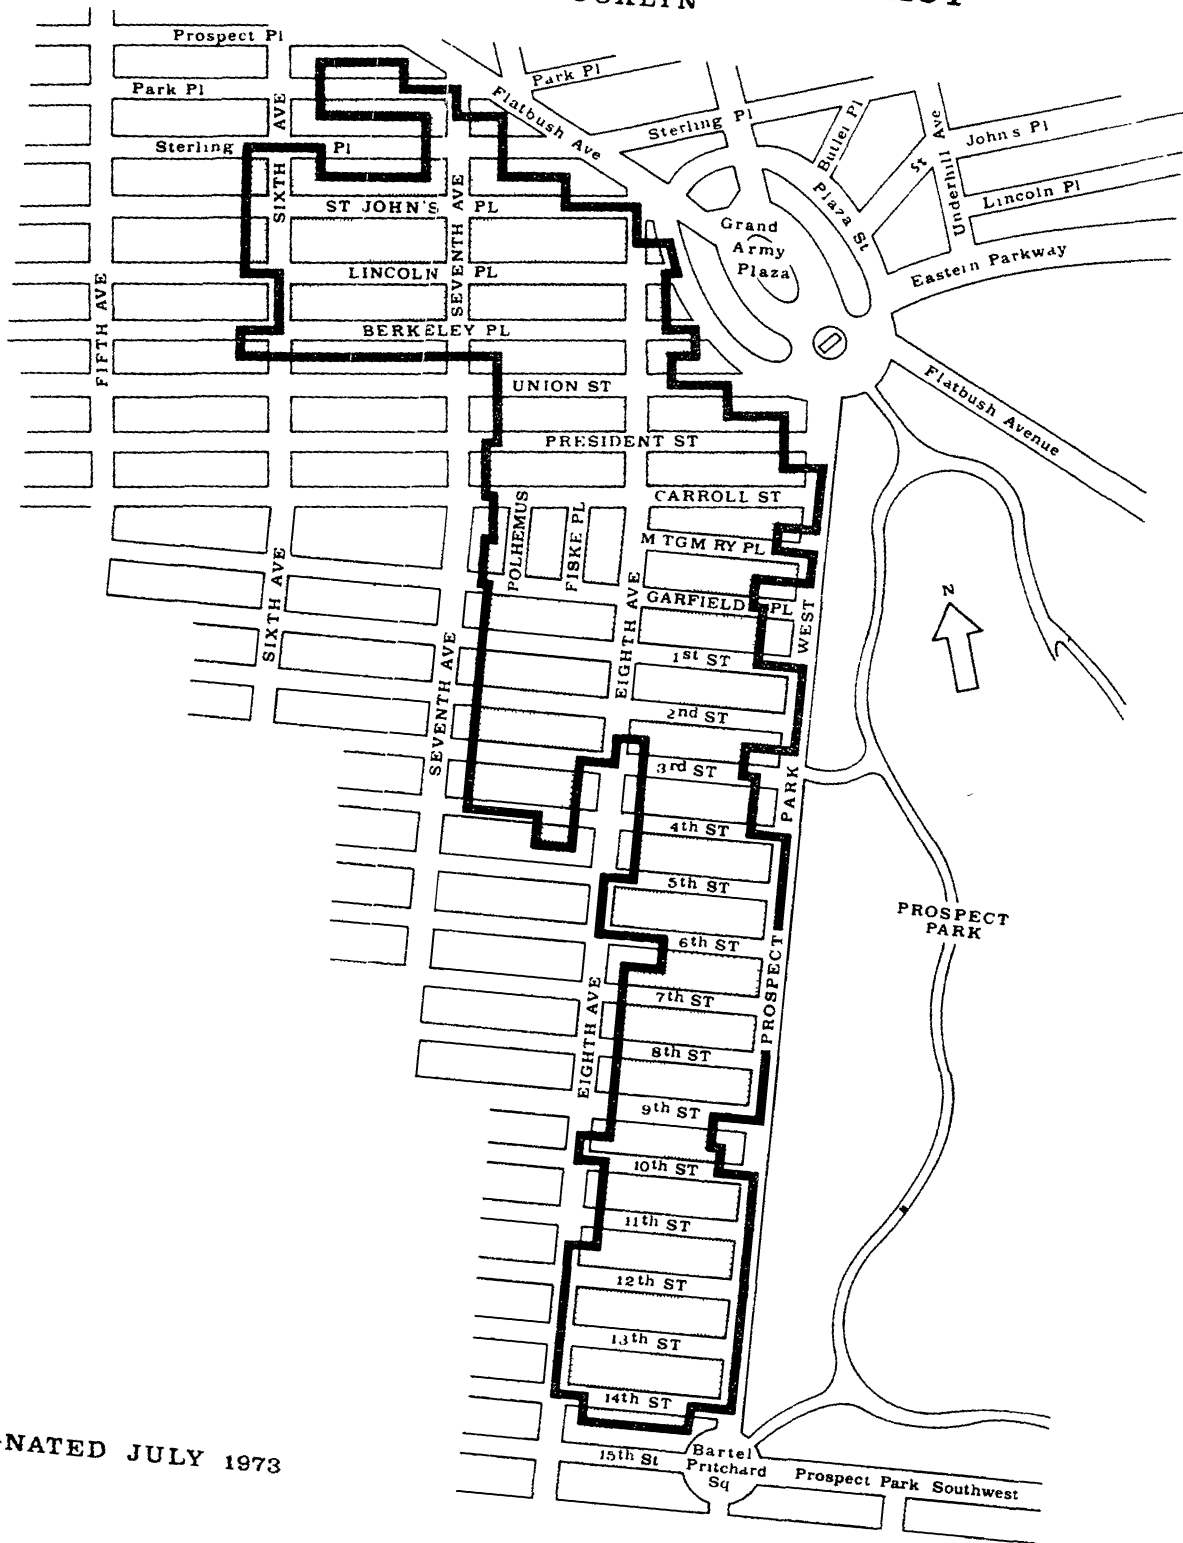 Prospect Pl
Park Pl
Park Pl
Flatbush Ave
Sterling Pl
Butler Pl
Underhill Ave
St John's Pl
Lincoln Pl
Plaza St
Eastern Parkway
Grand
Army
Plaza
Sterling Pl
SIXTH AVE
SEVENTH AVE
ST JOHN'S PL
LINCOLN PL
FIFTH AVE
BERKELEY PL
UNION ST
PRESIDENT ST
Flatbush Avenue
CARROLL ST
POLHEMUS
FISKE PL
M TGM RY PL
GARFIELD PL
SIXTH AVE
SEVENTH AVE
EIGHTH AVE
N
1st ST
2nd ST
3rd ST
4th ST
5th ST
6th ST
7th ST
8th ST
9th ST
10th ST
11th ST
12th ST
13th ST
14th ST
15th St
EIGHTH AVE
PROSPECT PARK WEST
PROSPECT
PARK
Bartel
Pritchard
Sq
Prospect Park Southwest
NATED JULY 1973